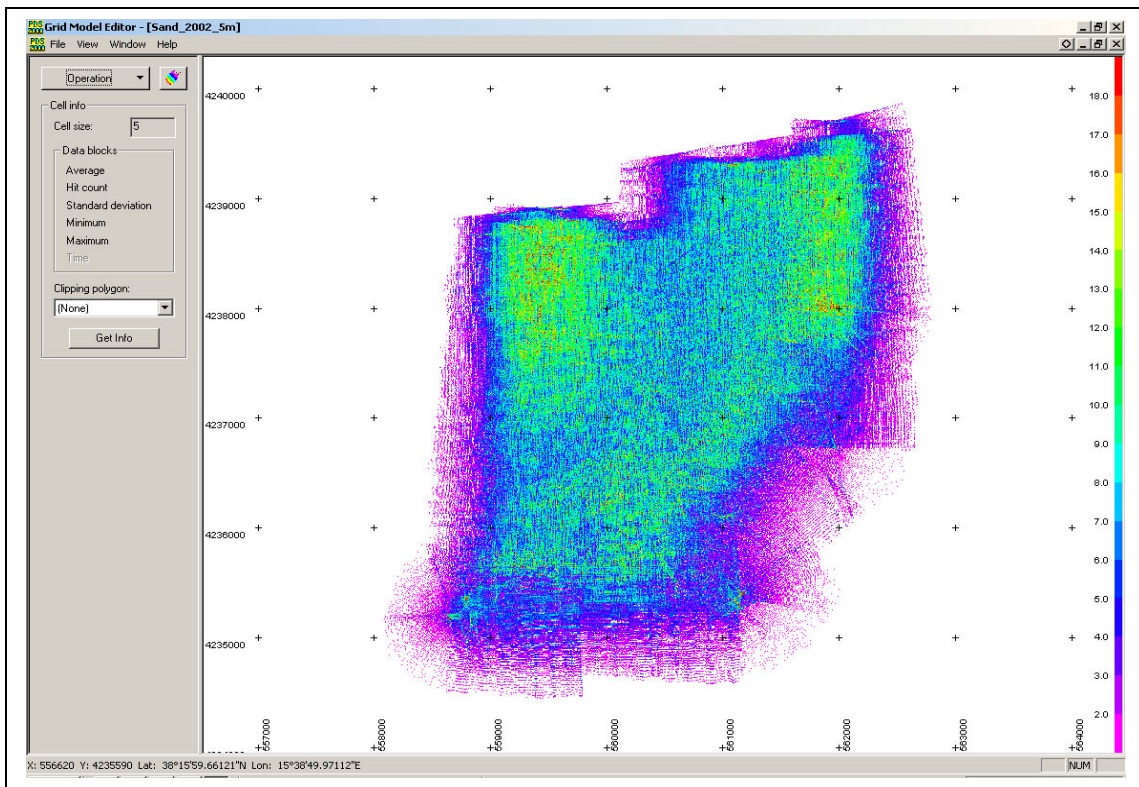 PDS 2000 Grid Model Editor - [Sand_2002_5m]
PDS 2000 File View Window Help
Operation
Cell info
Cell size: 5
Data blocks
Average
Hit count
Standard deviation
Minimum
Maximum
Time
Clipping polygon:
(None)
Get Info
4240000
4239000
4238000
4237000
4236000
4235000
+557000
+558000
+559000
+560000
+561000
+562000
+563000
+564000
18.0
17.0
16.0
15.0
14.0
13.0
12.0
11.0
10.0
9.0
8.0
7.0
6.0
5.0
4.0
3.0
2.0
X: 556620 Y: 4235590 Lat: 38°15'59.66121"N Lon: 15°38'49.97112"E
NUM